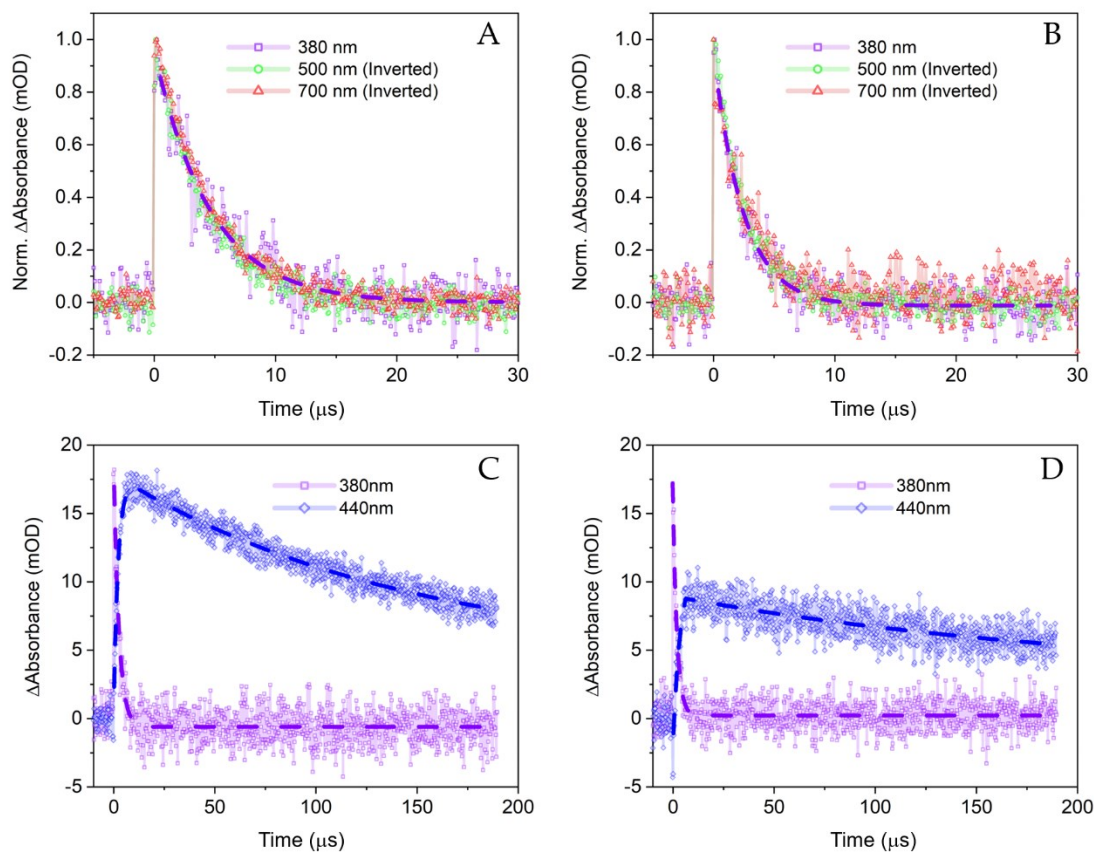 A
380 nm
500 nm (Inverted)
700 nm (Inverted)
Norm. ΔAbsorbance (mOD)
1.0
0.8
0.6
0.4
0.2
0.0
-0.2
0 10 20 30
Time (μs)
B
380 nm
500 nm (Inverted)
700 nm (Inverted)
Norm. ΔAbsorbance (mOD)
1.0
0.8
0.6
0.4
0.2
0.0
-0.2
0 10 20 30
Time (μs)
C
380nm
440nm
ΔAbsorbance (mOD)
20
15
10
5
0
-5
0 50 100 150 200
Time (μs)
D
380nm
440nm
ΔAbsorbance (mOD)
20
15
10
5
0
-5
0 50 100 150 200
Time (μs)